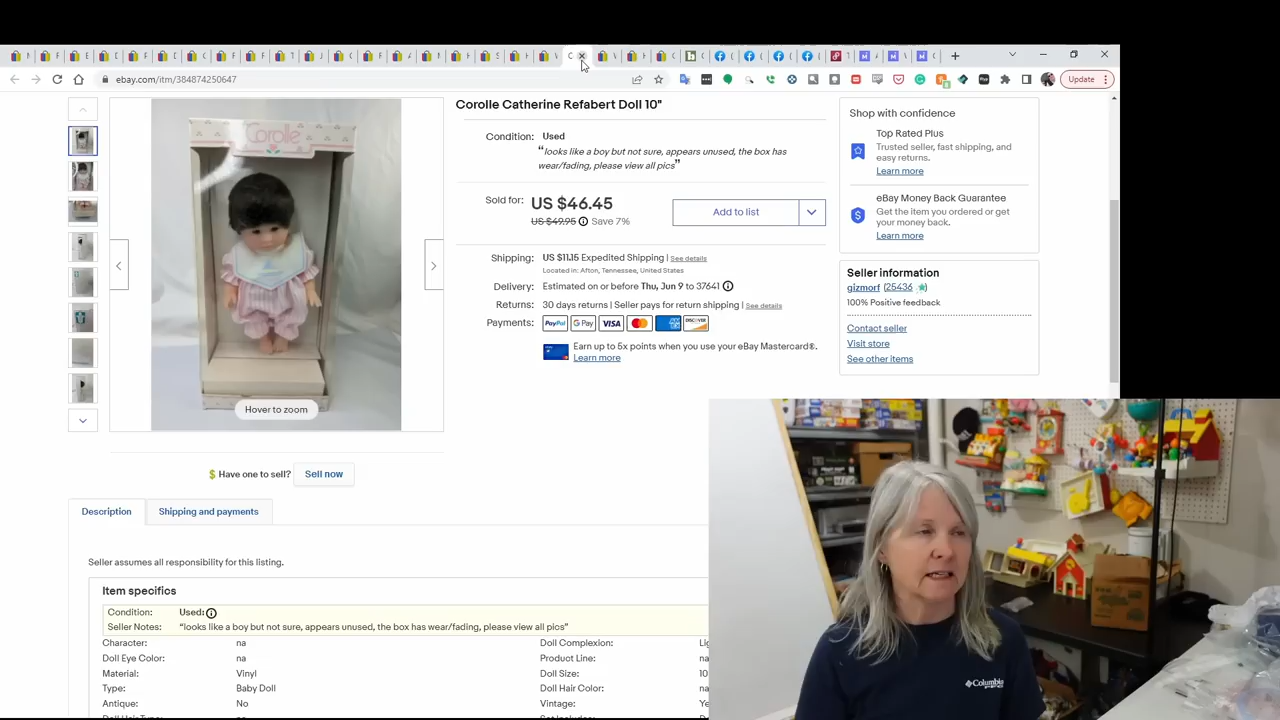 ebay.com/itm/384874250647
Update
Corolle Catherine Refabert Doll 10"
Condition:
Used
"looks like a boy but not sure, appears unused, the box has
wear/fading, please view all pics"
Sold for:
US $46.45
US $49.95
Save 7%
Add to list
Shipping:
US $11.15 Expedited Shipping | See details
Located in: Afton, Tennessee, United States
Delivery:
Estimated on or before Thu, Jun 9 to 37641
Returns:
30 days returns | Seller pays for return shipping | See details
Payments:
PayPal
G Pay
VISA
DISCOVER
Earn up to 5x points when you use your eBay Mastercard®.
Learn more
Shop with confidence
Top Rated Plus
Trusted seller, fast shipping, and
easy returns.
Learn more
eBay Money Back Guarantee
Get the item you ordered or get
your money back.
Learn more
Seller information
gizmorf (25436)
100% Positive feedback
Contact seller
Visit store
See other items
Corolle
Hover to zoom
Have one to sell?
Sell now
Description
Shipping and payments
Seller assumes all responsibility for this listing.
Item specifics
Condition:
Used:
Seller Notes:
"looks like a boy but not sure, appears unused, the box has wear/fading, please view all pics"
Character:
na
Doll Complexion:
Doll Eye Color:
na
Product Line:
na
Material:
Vinyl
Doll Size:
10
Type:
Baby Doll
Doll Hair Color:
na
Antique:
No
Vintage:
Columbia